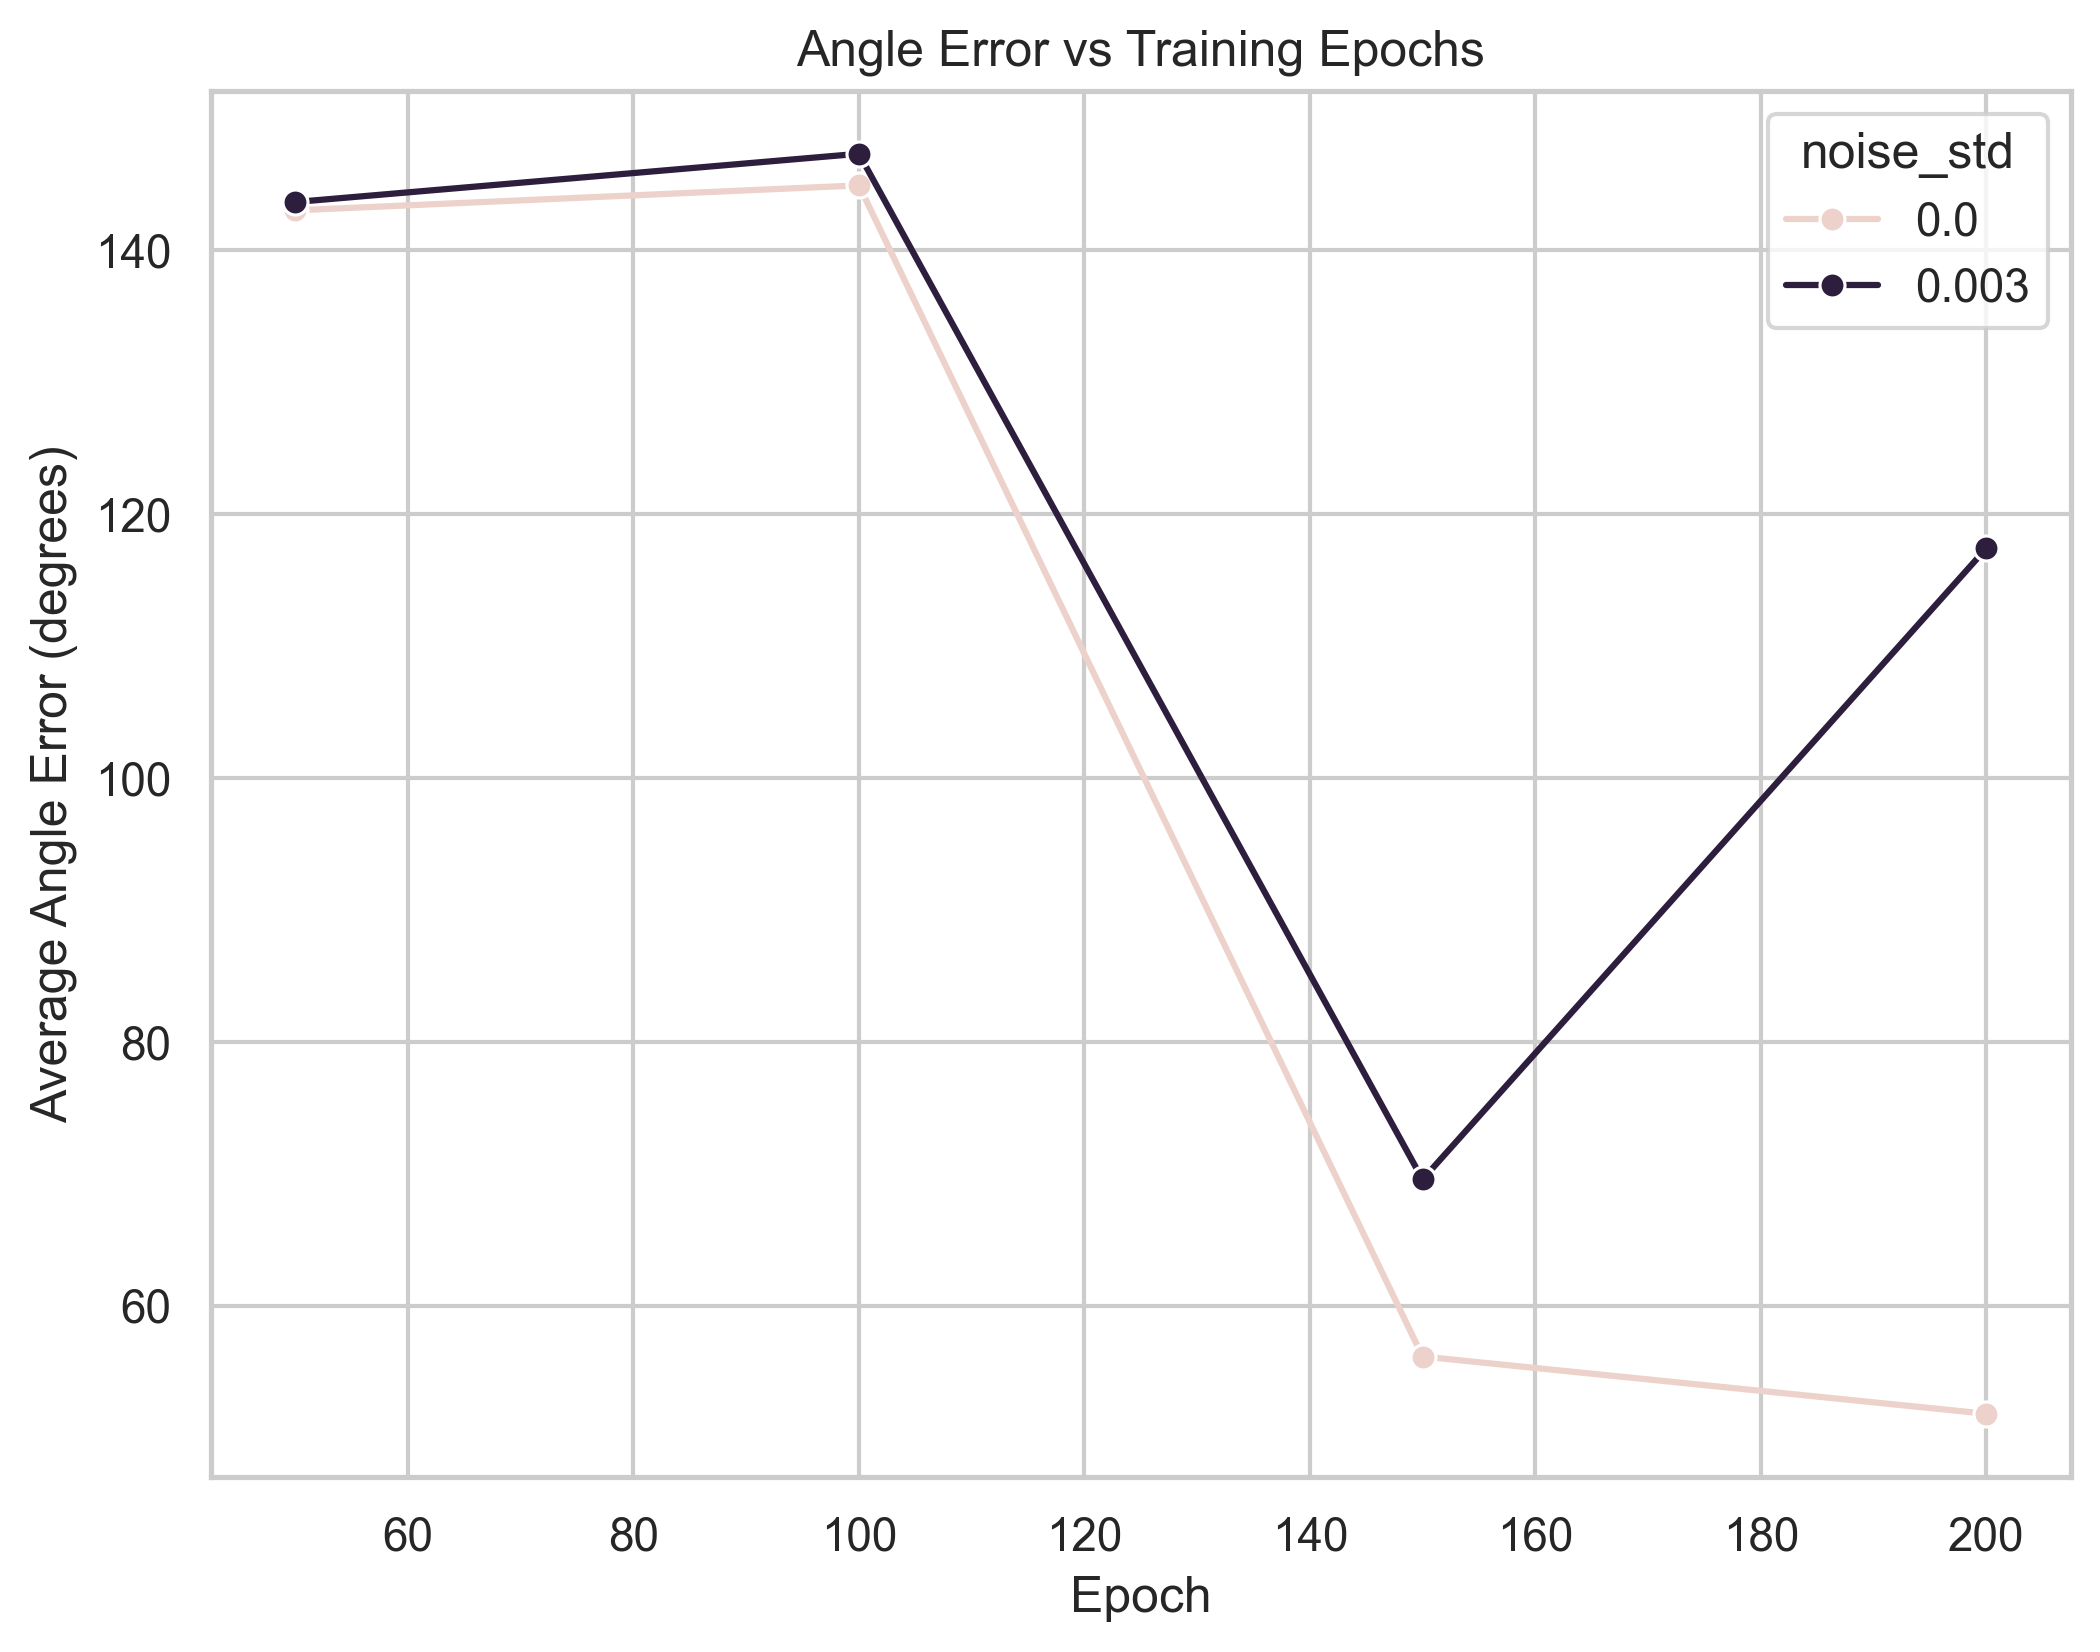 Angle Error vs Training Epochs
noise_std
0.0
0.003
Average Angle Error (degrees)
140
120
100
80
60
60 80 100 120 140 160 180 200
Epoch